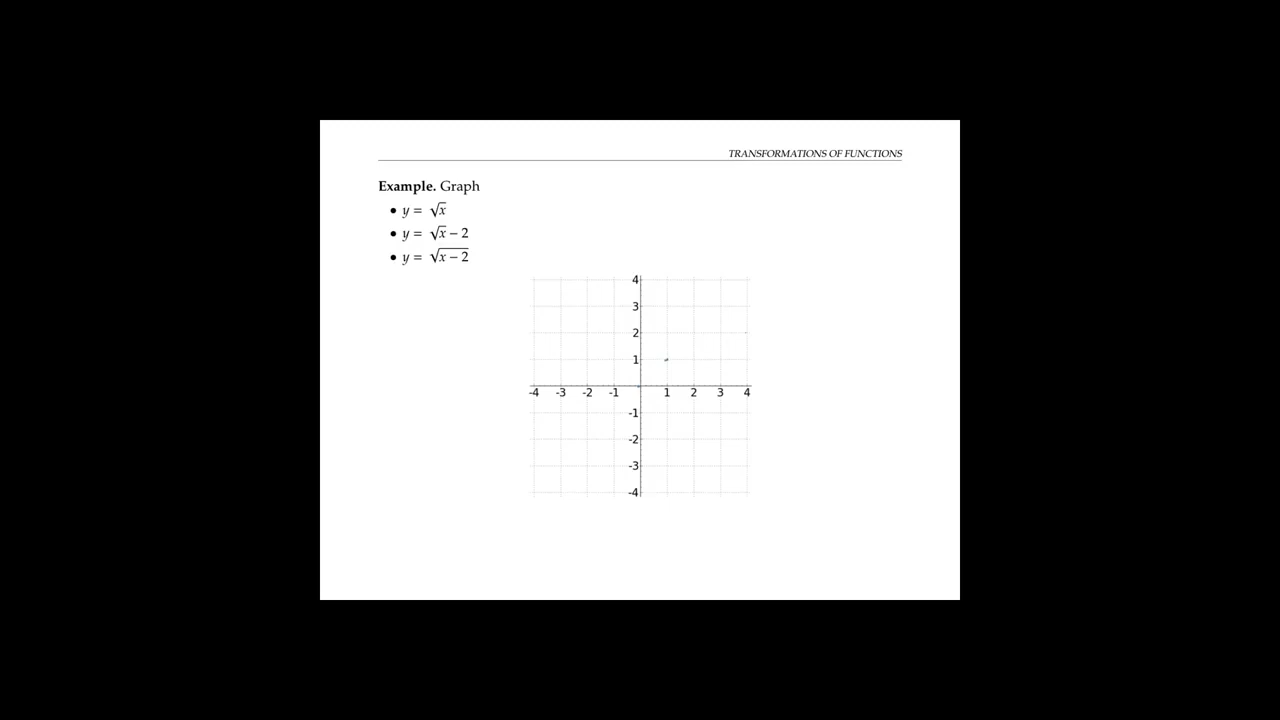 TRANSFORMATIONS OF FUNCTIONS
Example. Graph
• y = √x
• y = √x − 2
• y = √(x − 2)
4
3
2
1
-4 -3 -2 -1 1 2 3 4
-1
-2
-3
-4